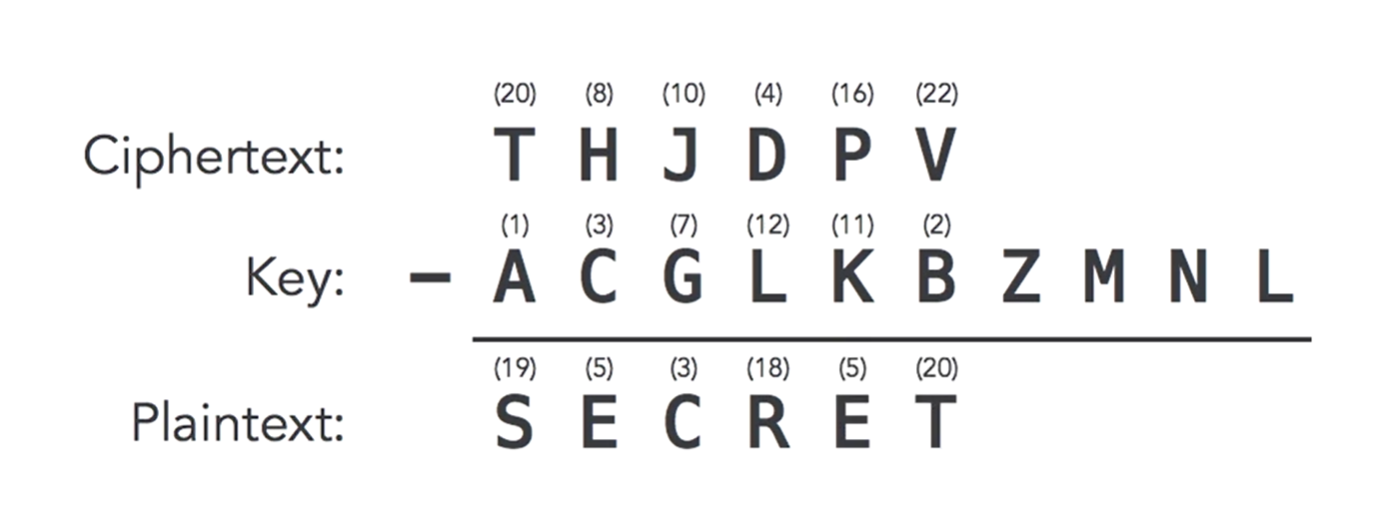 (20) (8) (10) (4) (16) (22)
Ciphertext: T H J D P V
(1) (3) (7) (12) (11) (2)
Key: – A C G L K B Z M N L
(19) (5) (3) (18) (5) (20)
Plaintext: S E C R E T